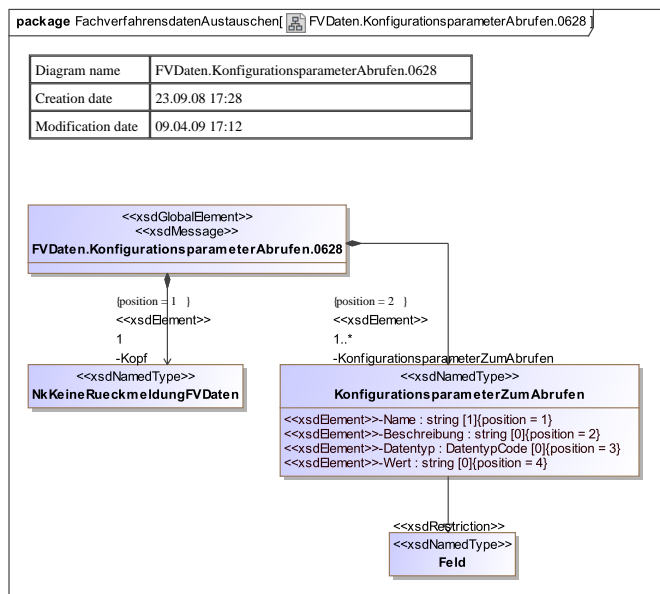 package FachverfahrensdatenAustauschen[ FVDaten.KonfigurationsparameterAbrufen.0628 ]
Diagram name FVDaten.KonfigurationsparameterAbrufen.0628
Creation date 23.09.08 17:28
Modification date 09.04.09 17:12
<<xsdGlobalElement>>
<<xsdMessage>>
FVDaten.KonfigurationsparameterAbrufen.0628
{position = 1 }
<<xsdElement>>
1
-Kopf
{position = 2 }
<<xsdElement>>
1..*
-KonfigurationsparameterZumAbrufen
<<xsdNamedType>>
NkKeineRueckmeldungFVDaten
<<xsdNamedType>>
KonfigurationsparameterZumAbrufen
<<xsdElement>>-Name : string [1]{position = 1}
<<xsdElement>>-Beschreibung : string [0]{position = 2}
<<xsdElement>>-Datentyp : DatentypCode [0]{position = 3}
<<xsdElement>>-Wert : string [0]{position = 4}
<<xsdRestriction>>
<<xsdNamedType>>
Feld